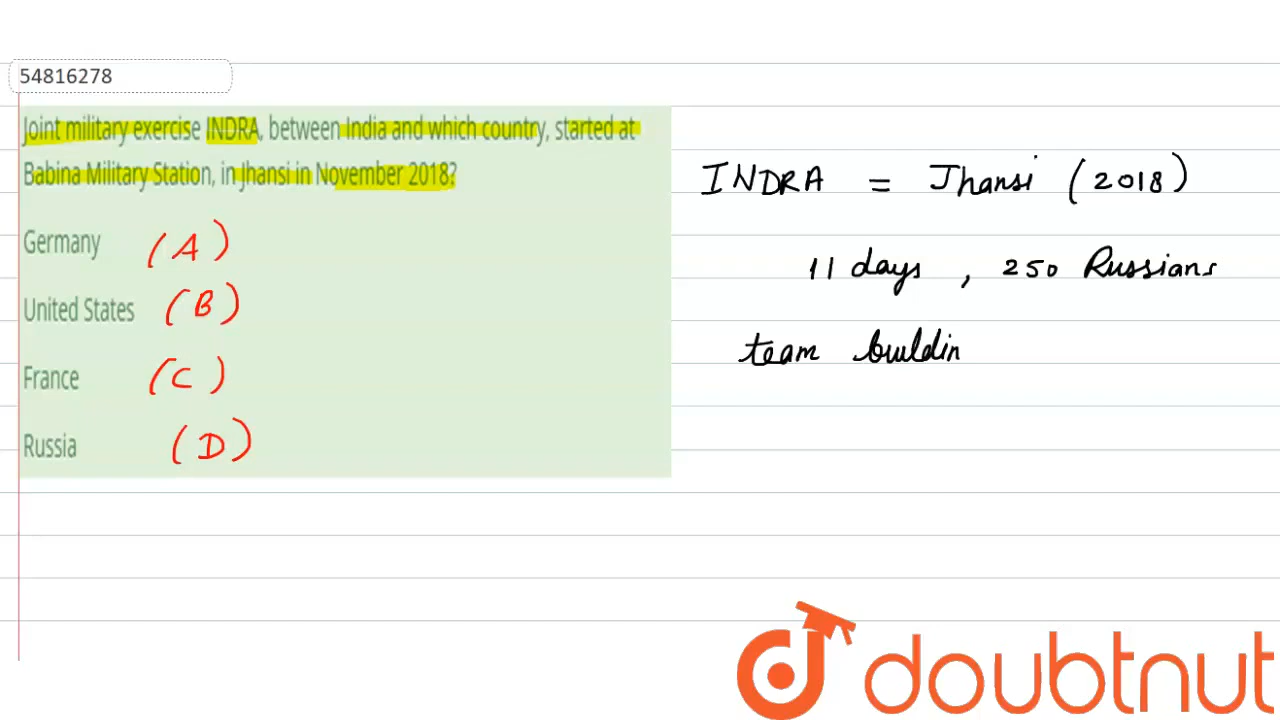 54816278
Joint military exercise INDRA, between India and which country, started at
Babina Military Station, in Jhansi in November 2018?
Germany (A)
United States (B)
France (C)
Russia (D)
INDRA = Jhansi (2018)
11 days, 250 Russians
team buildin
doubtnut